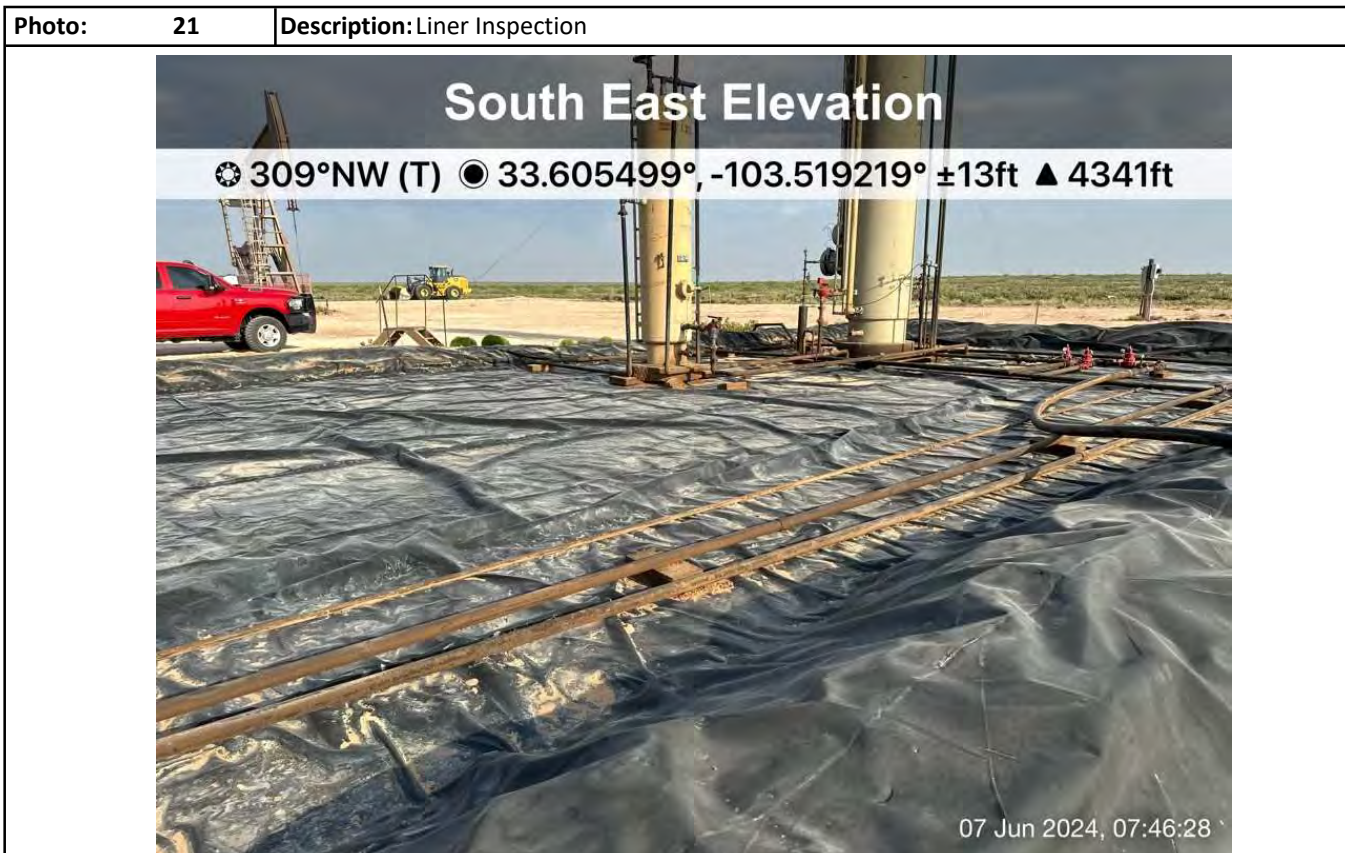 Photo: 21 Description: Liner Inspection
South East Elevation
309°NW (T) 33.605499°, -103.519219° ±13ft ▲ 4341ft
07 Jun 2024, 07:46:28